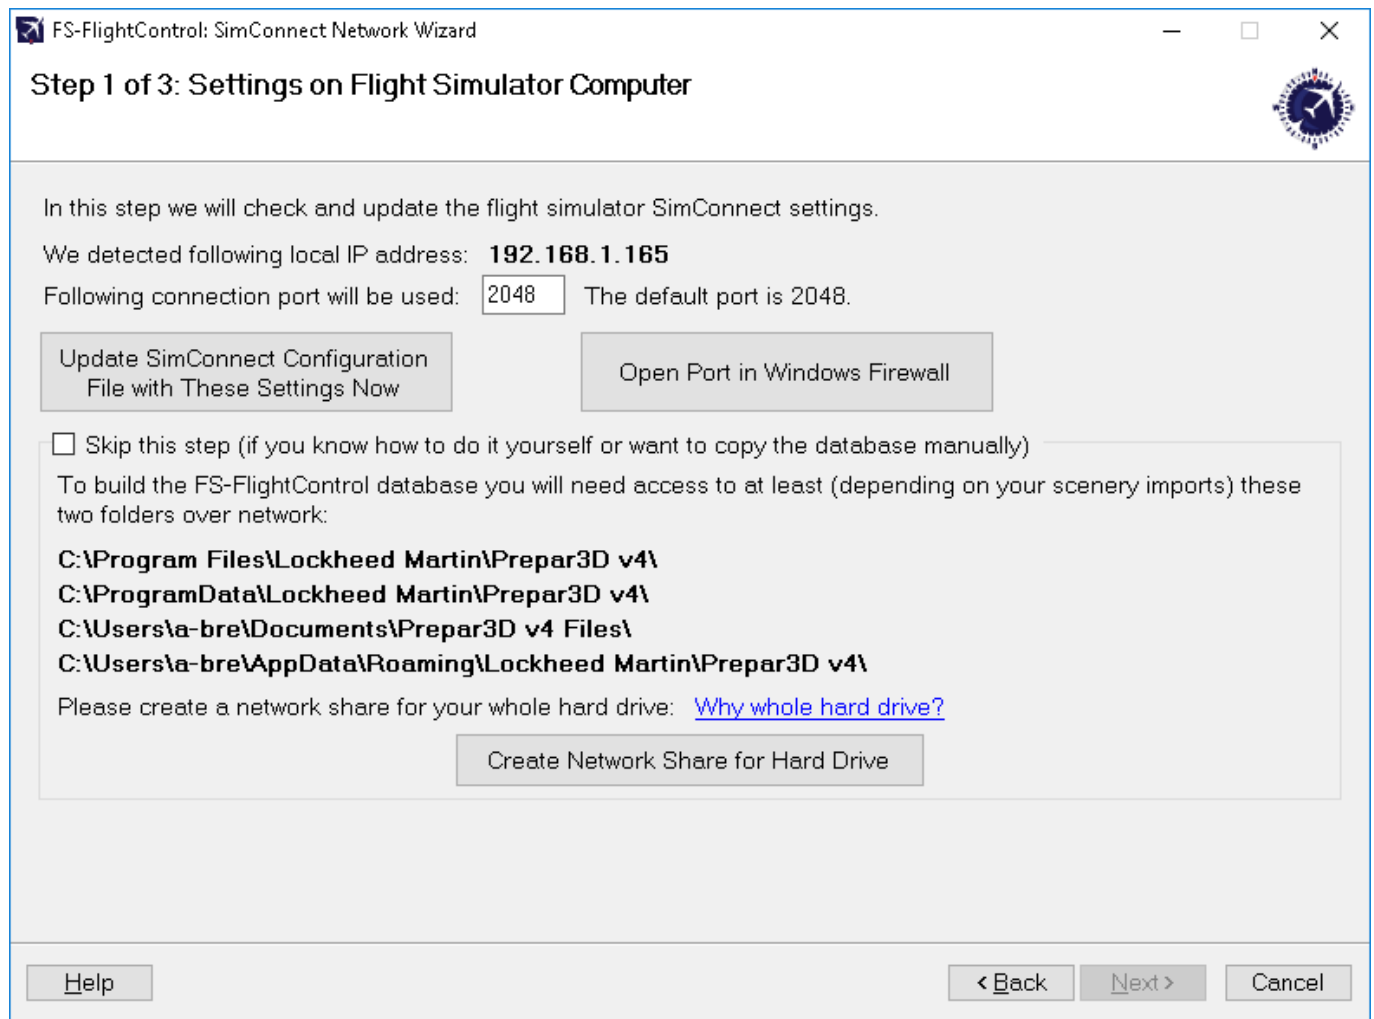 FS-FlightControl: SimConnect Network Wizard
Step 1 of 3: Settings on Flight Simulator Computer
In this step we will check and update the flight simulator SimConnect settings.
We detected following local IP address: 192.168.1.165
Following connection port will be used: 2048 The default port is 2048.
Update SimConnect Configuration
File with These Settings Now
Open Port in Windows Firewall
Skip this step (if you know how to do it yourself or want to copy the database manually)
To build the FS-FlightControl database you will need access to at least (depending on your scenery imports) these
two folders over network:
C:\Program Files\Lockheed Martin\Prepar3D v4\
C:\ProgramData\Lockheed Martin\Prepar3D v4\
C:\Users\a-bre\Documents\Prepar3D v4 Files\
C:\Users\a-bre\AppData\Roaming\Lockheed Martin\Prepar3D v4\
Please create a network share for your whole hard drive: Why whole hard drive?
Create Network Share for Hard Drive
Help < Back Next > Cancel